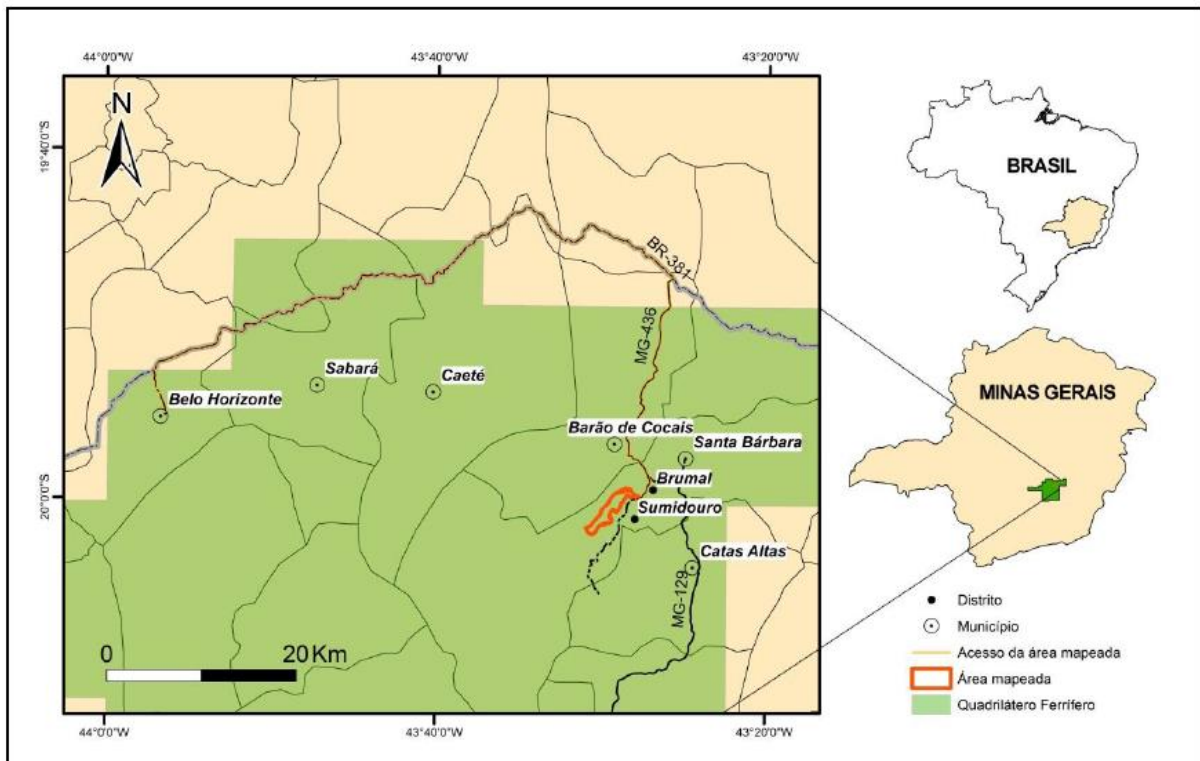 44°0'0"W
43°40'0"W
43°20'0"W
N
19°40'0"S
20°0'0"S
BR-381
MG-436
Sabará
Caeté
Belo Horizonte
Barão de Cocais
Santa Bárbara
Brumal
Sumidouro
Catas Altas
MG-129
0 20 Km
44°0'0"W
43°40'0"W
43°20'0"W
BRASIL
MINAS GERAIS
Distrito
Município
Acesso da área mapeada
Área mapeada
Quadrilátero Ferrífero